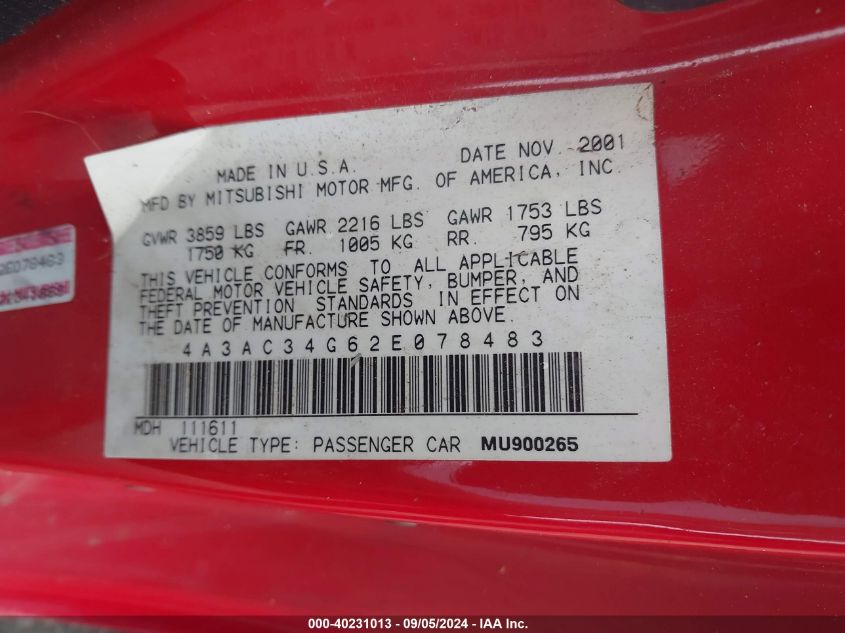 MADE IN U.S.A. DATE NOV. 2001
MFD BY MITSUBISHI MOTOR MFG. OF AMERICA, INC.
GVWR 3859 LBS GAWR 2216 LBS GAWR 1753 LBS
1750 KG FR. 1005 KG RR. 795 KG
THIS VEHICLE CONFORMS TO ALL APPLICABLE
FEDERAL MOTOR VEHICLE SAFETY, BUMPER, AND
THEFT PREVENTION STANDARDS IN EFFECT ON
THE DATE OF MANUFACTURE SHOWN ABOVE.
4A3AC34G62E078483
MDH 111611
VEHICLE TYPE: PASSENGER CAR MU900265
000-40231013 - 09/05/2024 - IAA Inc.